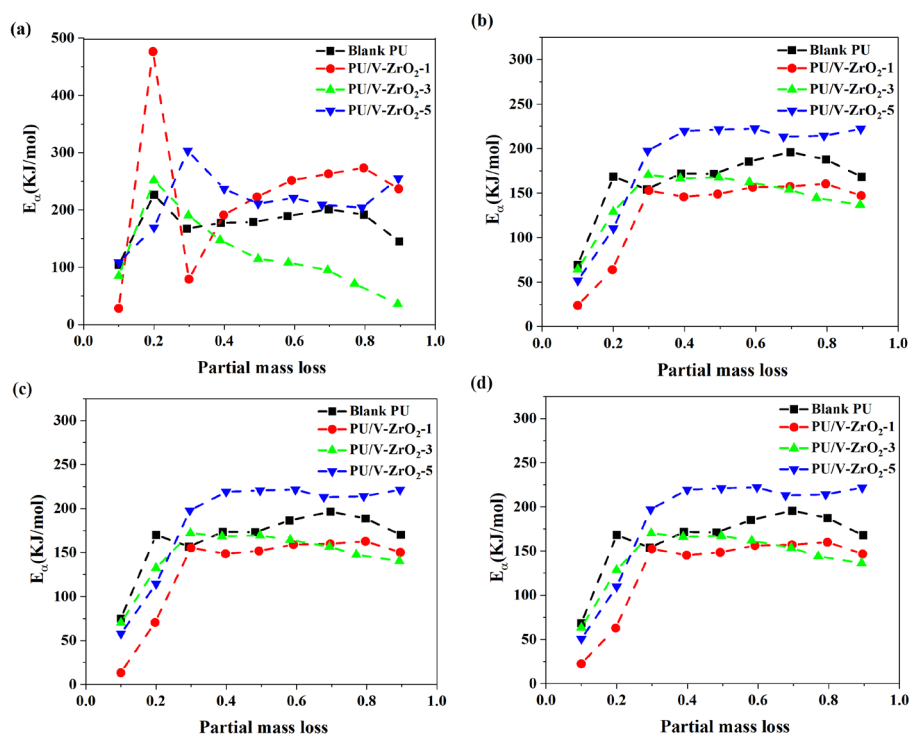 (a)
500
400
300
200
100
0
E_α(KJ/mol)
Blank PU
PU/V-ZrO₂-1
PU/V-ZrO₂-3
PU/V-ZrO₂-5
0.0 0.2 0.4 0.6 0.8 1.0
Partial mass loss
(b)
300
250
200
150
100
50
0
E_α(KJ/mol)
Blank PU
PU/V-ZrO₂-1
PU/V-ZrO₂-3
PU/V-ZrO₂-5
0.0 0.2 0.4 0.6 0.8 1.0
Partial mass loss
(c)
300
250
200
150
100
50
0
E_α(KJ/mol)
Blank PU
PU/V-ZrO₂-1
PU/V-ZrO₂-3
PU/V-ZrO₂-5
0.0 0.2 0.4 0.6 0.8 1.0
Partial mass loss
(d)
300
250
200
150
100
50
0
E_α(KJ/mol)
Blank PU
PU/V-ZrO₂-1
PU/V-ZrO₂-3
PU/V-ZrO₂-5
0.0 0.2 0.4 0.6 0.8 1.0
Partial mass loss